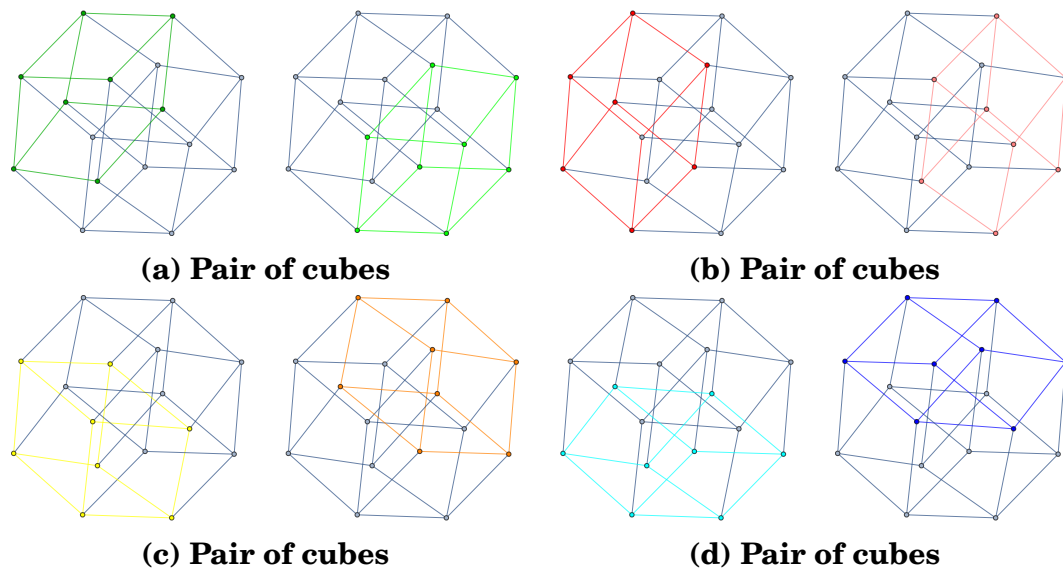 (a) Pair of cubes
(b) Pair of cubes
(c) Pair of cubes
(d) Pair of cubes